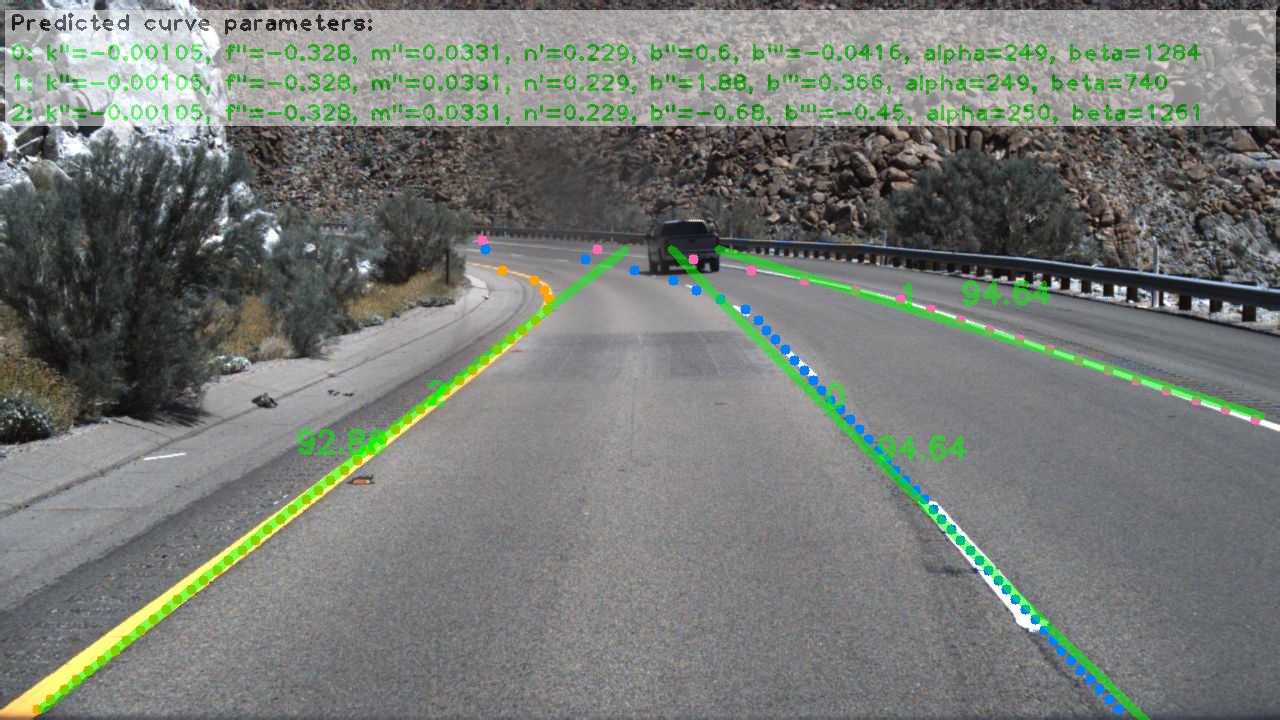 Predicted curve parameters:
0: k''=-0.00105, f''=-0.328, m''=0.0331, n'=0.229, b''=0.6, b'''=-0.0416, alpha=249, beta=1284
1: k''=-0.00105, f''=-0.328, m''=0.0331, n'=0.229, b''=1.88, b'''=0.366, alpha=249, beta=740
2: k''=-0.00105, f''=-0.328, m''=0.0331, n'=0.229, b''=-0.68, b'''=-0.45, alpha=250, beta=1261
1 94.64
2 0
92.86 94.64